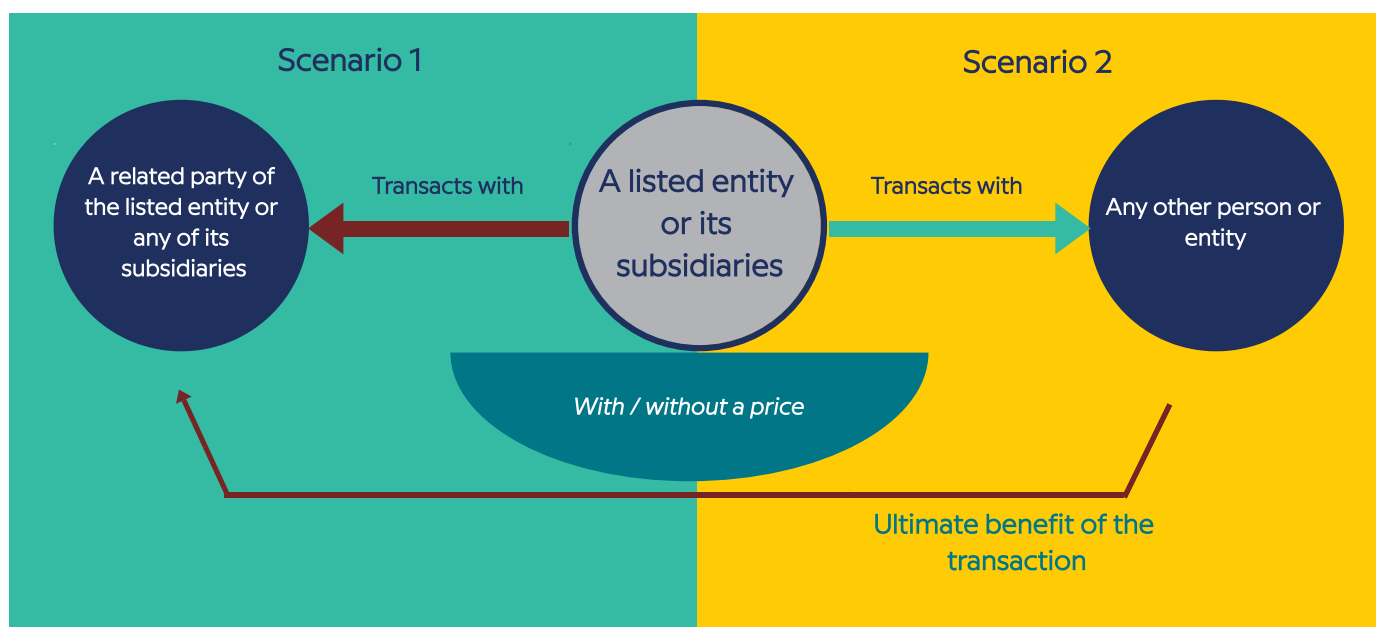 Scenario 1
Scenario 2
A related party of
the listed entity or
any of its
subsidiaries
Transacts with
A listed entity
or its
subsidiaries
Transacts with
Any other person or
entity
With / without a price
Ultimate benefit of the
transaction